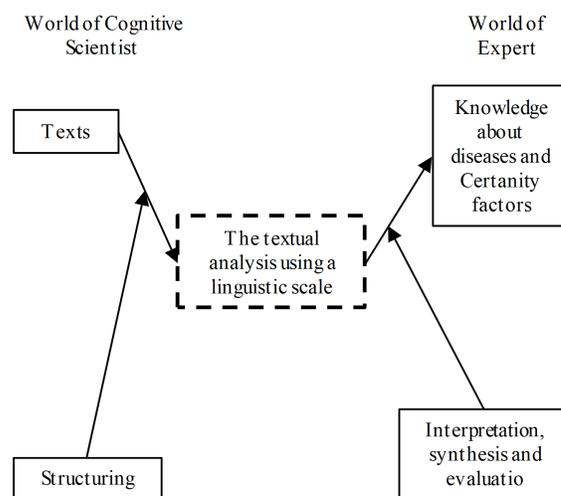 World of Cognitive
Scientist
World of
Expert
Texts
Knowledge
about
diseases and
Certanity
factors
The textual
analysis using a
linguistic scale
Structuring
Interpretation,
synthesis and
evaluatio